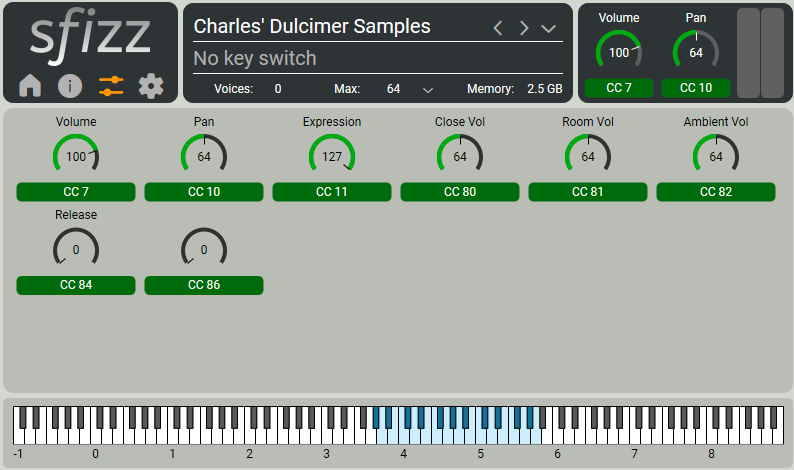 sfizz
Charles' Dulcimer Samples
No key switch
Voices: 0 Max: 64 Memory: 2.5 GB
Volume Pan
100 64
CC 7 CC 10
Volume Pan Expression Close Vol Room Vol Ambient Vol
100 64 127 64 64 64
CC 7 CC 10 CC 11 CC 80 CC 81 CC 82
Release
0 0
CC 84 CC 86
-1 0 1 2 3 4 5 6 7 8